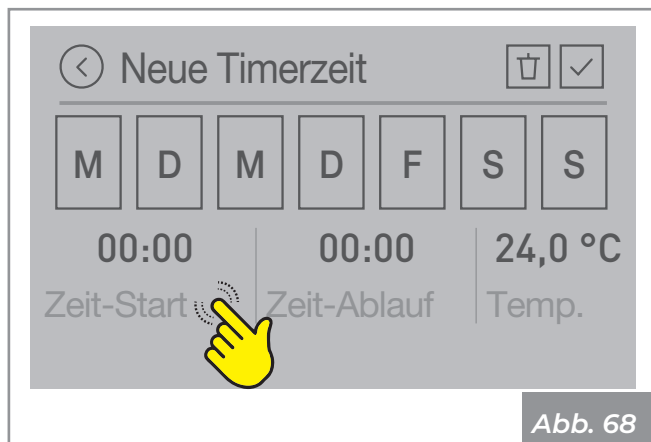 Neue Timerzeit
M D M D F S S
00:00 00:00 24,0 °C
Zeit-Start Zeit-Ablauf Temp.
Abb. 68